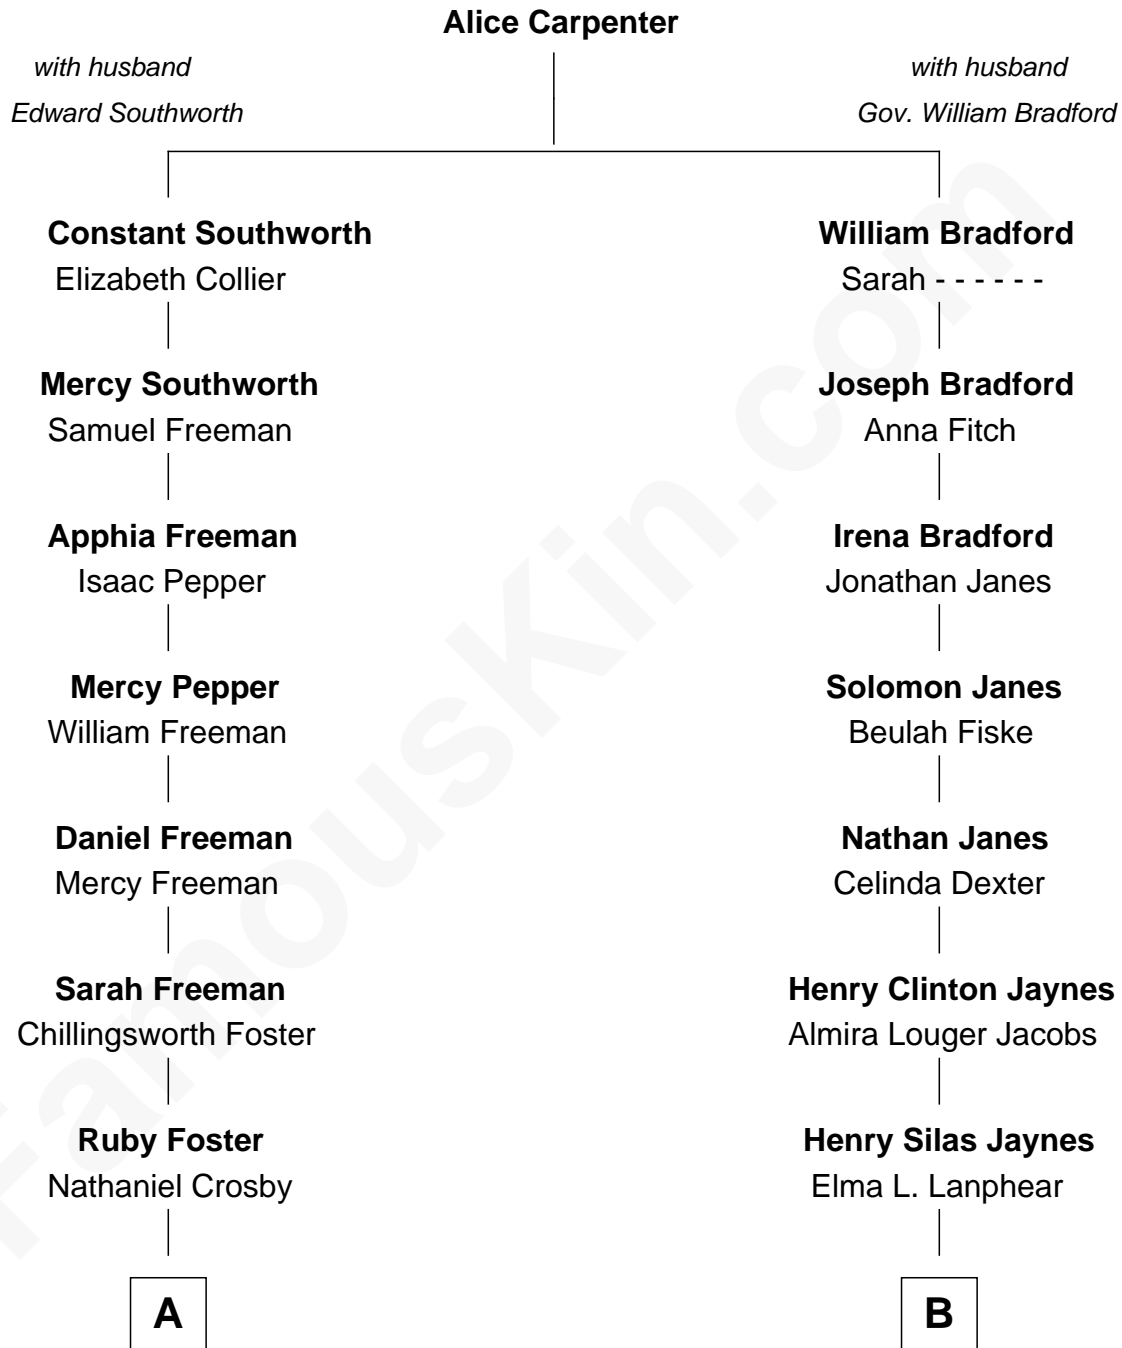 Alice Carpenter
with husband
Edward Southworth
with husband
Gov. William Bradford
Constant Southworth
Elizabeth Collier
William Bradford
Sarah - - - - - -
Mercy Southworth
Samuel Freeman
Joseph Bradford
Anna Fitch
Apphia Freeman
Isaac Pepper
Irena Bradford
Jonathan Janes
Mercy Pepper
William Freeman
Solomon Janes
Beulah Fiske
Daniel Freeman
Mercy Freeman
Nathan Janes
Celinda Dexter
Sarah Freeman
Chillingsworth Foster
Henry Clinton Jaynes
Almira Louger Jacobs
Ruby Foster
Nathaniel Crosby
Henry Silas Jaynes
Elma L. Lanphear
A
B
FamousKin.com